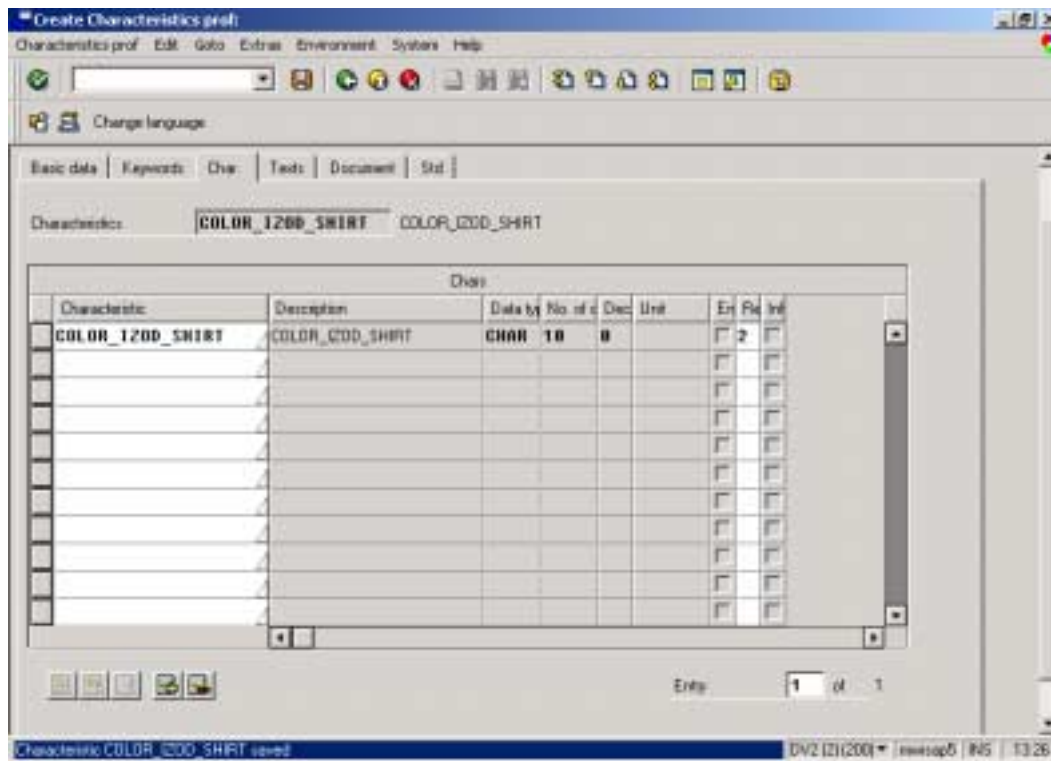 Create Characteristics prof:
Characteristics prof Edit Goto Extras Environment System Help
Change language
Basic data Keywords Char. Texts Document Std
Characteristics COLOR_IZOD_SHIRT COLOR_IZOD_SHIRT
Chars
Characteristic Description Data ty No. of c Dec Unit En Re Inf
COLOR_IZOD_SHIRT COLOR_IZOD_SHIRT CHAR 10 0 2
Entry 1 of 1
Characteristic COLOR_IZOD_SHIRT saved DV2 (2)(200) INS 13:26